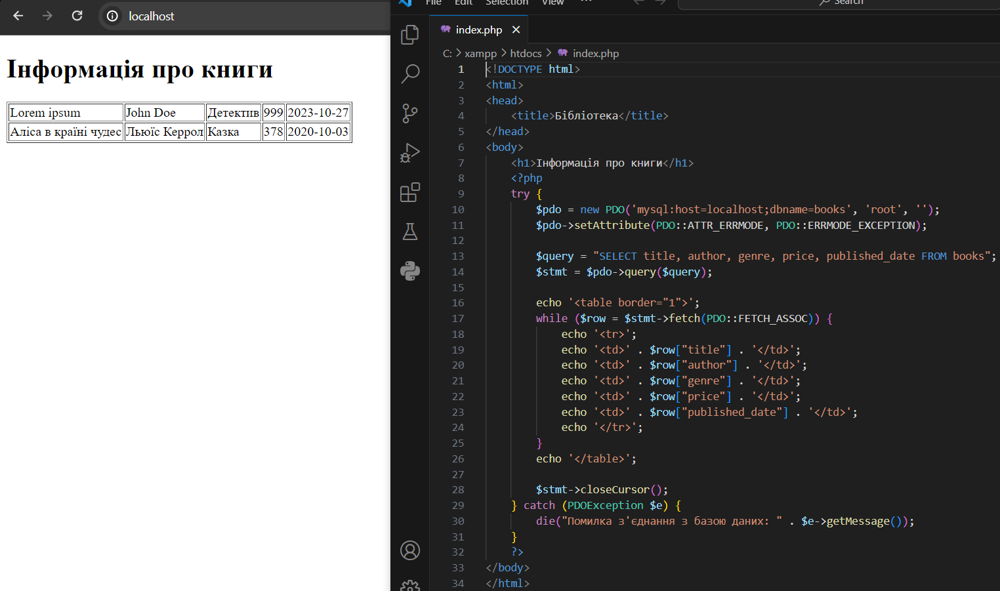 localhost
Інформація про книги
Lorem ipsum John Doe Детектив 999 2023-10-27
Аліса в країні чудес Льюїс Керрол Казка 378 2020-10-03
File Edit Selection View ... Search
index.php
C: > xampp > htdocs > index.php
1 <!DOCTYPE html>
2 <html>
3 <head>
4 <title>Бібліотека</title>
5 </head>
6 <body>
7 <h1>Інформація про книги</h1>
8 <?php
9 try {
10 $pdo = new PDO('mysql:host=localhost;dbname=books', 'root', '');
11 $pdo->setAttribute(PDO::ATTR_ERRMODE, PDO::ERRMODE_EXCEPTION);
12
13 $query = "SELECT title, author, genre, price, published_date FROM books";
14 $stmt = $pdo->query($query);
15
16 echo '<table border="1">';
17 while ($row = $stmt->fetch(PDO::FETCH_ASSOC)) {
18 echo '<tr>';
19 echo '<td>' . $row["title"] . '</td>';
20 echo '<td>' . $row["author"] . '</td>';
21 echo '<td>' . $row["genre"] . '</td>';
22 echo '<td>' . $row["price"] . '</td>';
23 echo '<td>' . $row["published_date"] . '</td>';
24 echo '</tr>';
25 }
26 echo '</table>';
27
28 $stmt->closeCursor();
29 } catch (PDOException $e) {
30 die("Помилка з'єднання з базою даних: " . $e->getMessage());
31 }
32 ?>
33 </body>
34 </html>